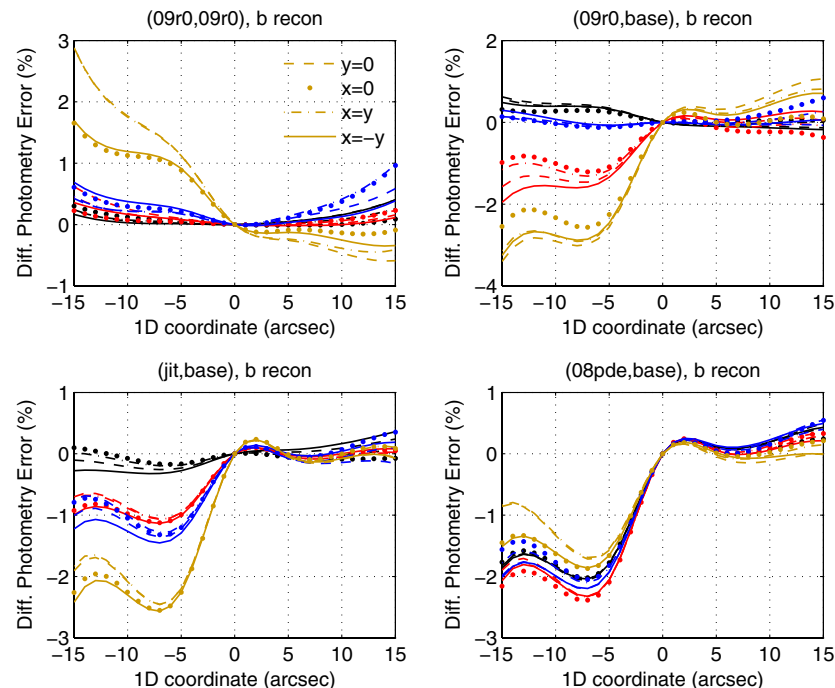 (09r0,09r0), b recon
3
2
1
0
−1
Diff. Photometry Error (%)
y=0
x=0
x=y
x=−y
−15 −10 −5 0 5 10 15
1D coordinate (arcsec)
(09r0,base), b recon
2
0
−2
−4
Diff. Photometry Error (%)
−15 −10 −5 0 5 10 15
1D coordinate (arcsec)
(jit,base), b recon
1
0
−1
−2
−3
Diff. Photometry Error (%)
−15 −10 −5 0 5 10 15
1D coordinate (arcsec)
(08pde,base), b recon
1
0
−1
−2
−3
Diff. Photometry Error (%)
−15 −10 −5 0 5 10 15
1D coordinate (arcsec)